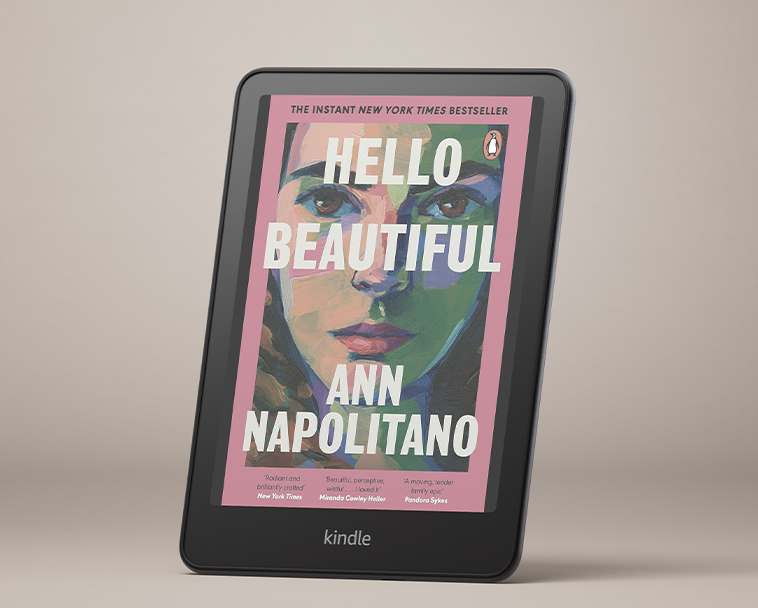 THE INSTANT NEW YORK TIMES BESTSELLER
HELLO
BEAUTIFUL
ANN
NAPOLITANO
'Radiant and
brilliantly crafted'
New York Times
'Beautiful, perceptive,
wistful . . . . I loved it'
Miranda Cowley Heller
'A moving, tender
family epic'
Pandora Sykes
kindle